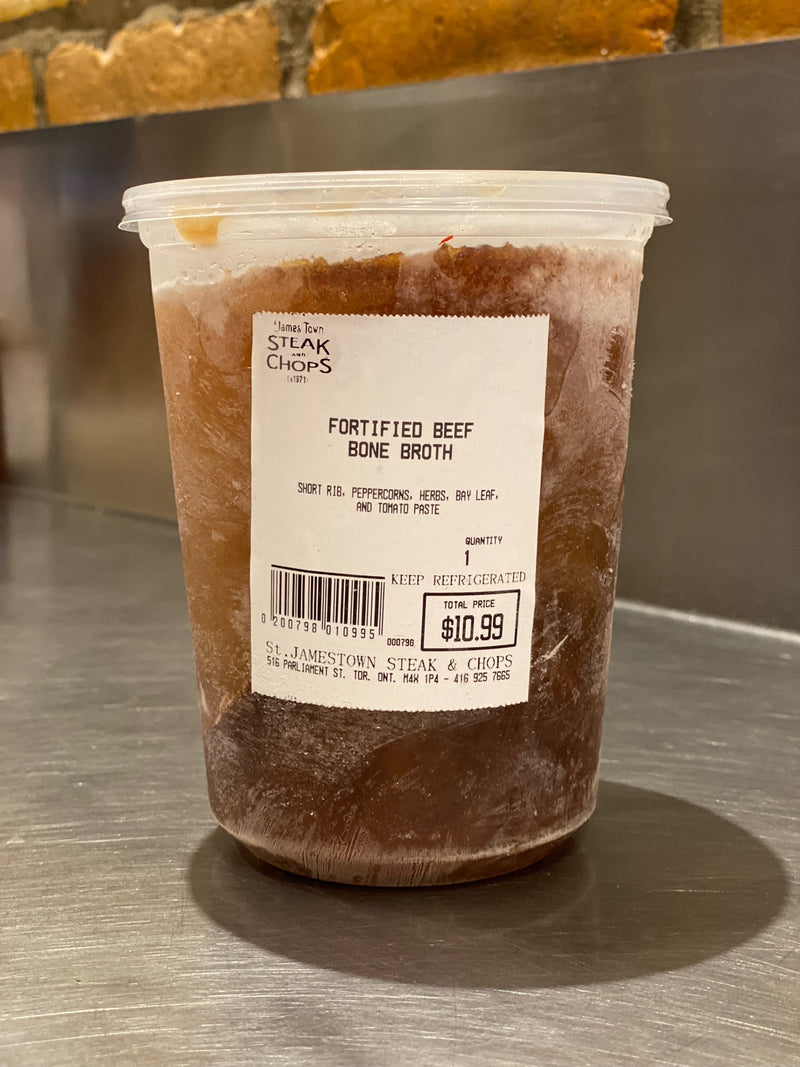 St. James Town
STEAK
AND
CHOPS
Est 1971
FORTIFIED BEEF
BONE BROTH
SHORT RIB, PEPPERCORNS, HERBS, BAY LEAF,
AND TOMATO PASTE
QUANTITY
1
KEEP REFRIGERATED
TOTAL PRICE
$10.99
0 200798 010995
000798
St.JAMESTOWN STEAK & CHOPS
516 PARLIAMENT ST. TOR. ONT. M4X 1P4 - 416 925 7665